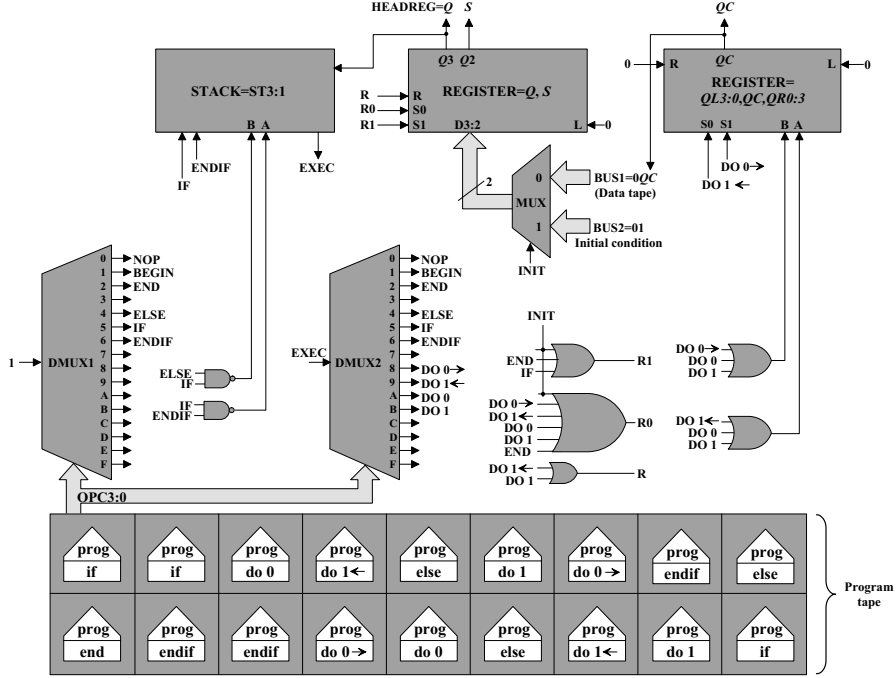 HEADREG=Q S QC
Q3 Q2 QC
STACK=ST3:1
B A
IF
ENDIF
EXEC
R
R0
R1
R
S0
S1
REGISTER=Q, S
D3:2
L
0
0
R
REGISTER=
QL3:0,QC,QR0:3
L
0
S0 S1 B A
DO 0→
DO 1←
2
0
MUX
1
BUS1=0QC
(Data tape)
BUS2=01
Initial condition
INIT
1
DMUX1
0 NOP
1 BEGIN
2 END
3
4 ELSE
5 IF
6 ENDIF
7
8
9
A
B
C
D
E
F
ELSE
IF
IF
ENDIF
EXEC
DMUX2
0 NOP
1 BEGIN
2 END
3
4 ELSE
5 IF
6 ENDIF
7
8 DO 0→
9 DO 1←
A DO 0
B DO 1
C
D
E
F
INIT
END
IF
R1
DO 0→
DO 1←
DO 0
DO 1
END
R0
DO 1←
DO 1
R
DO 0→
DO 0
DO 1
DO 1←
DO 0
DO 1
OPC3:0
prog prog prog prog prog prog prog prog prog
if if do 0 do 1← else do 1 do 0→ endif else
prog prog prog prog prog prog prog prog prog
end endif endif do 0→ do 0 else do 1← do 1 if
Program
tape